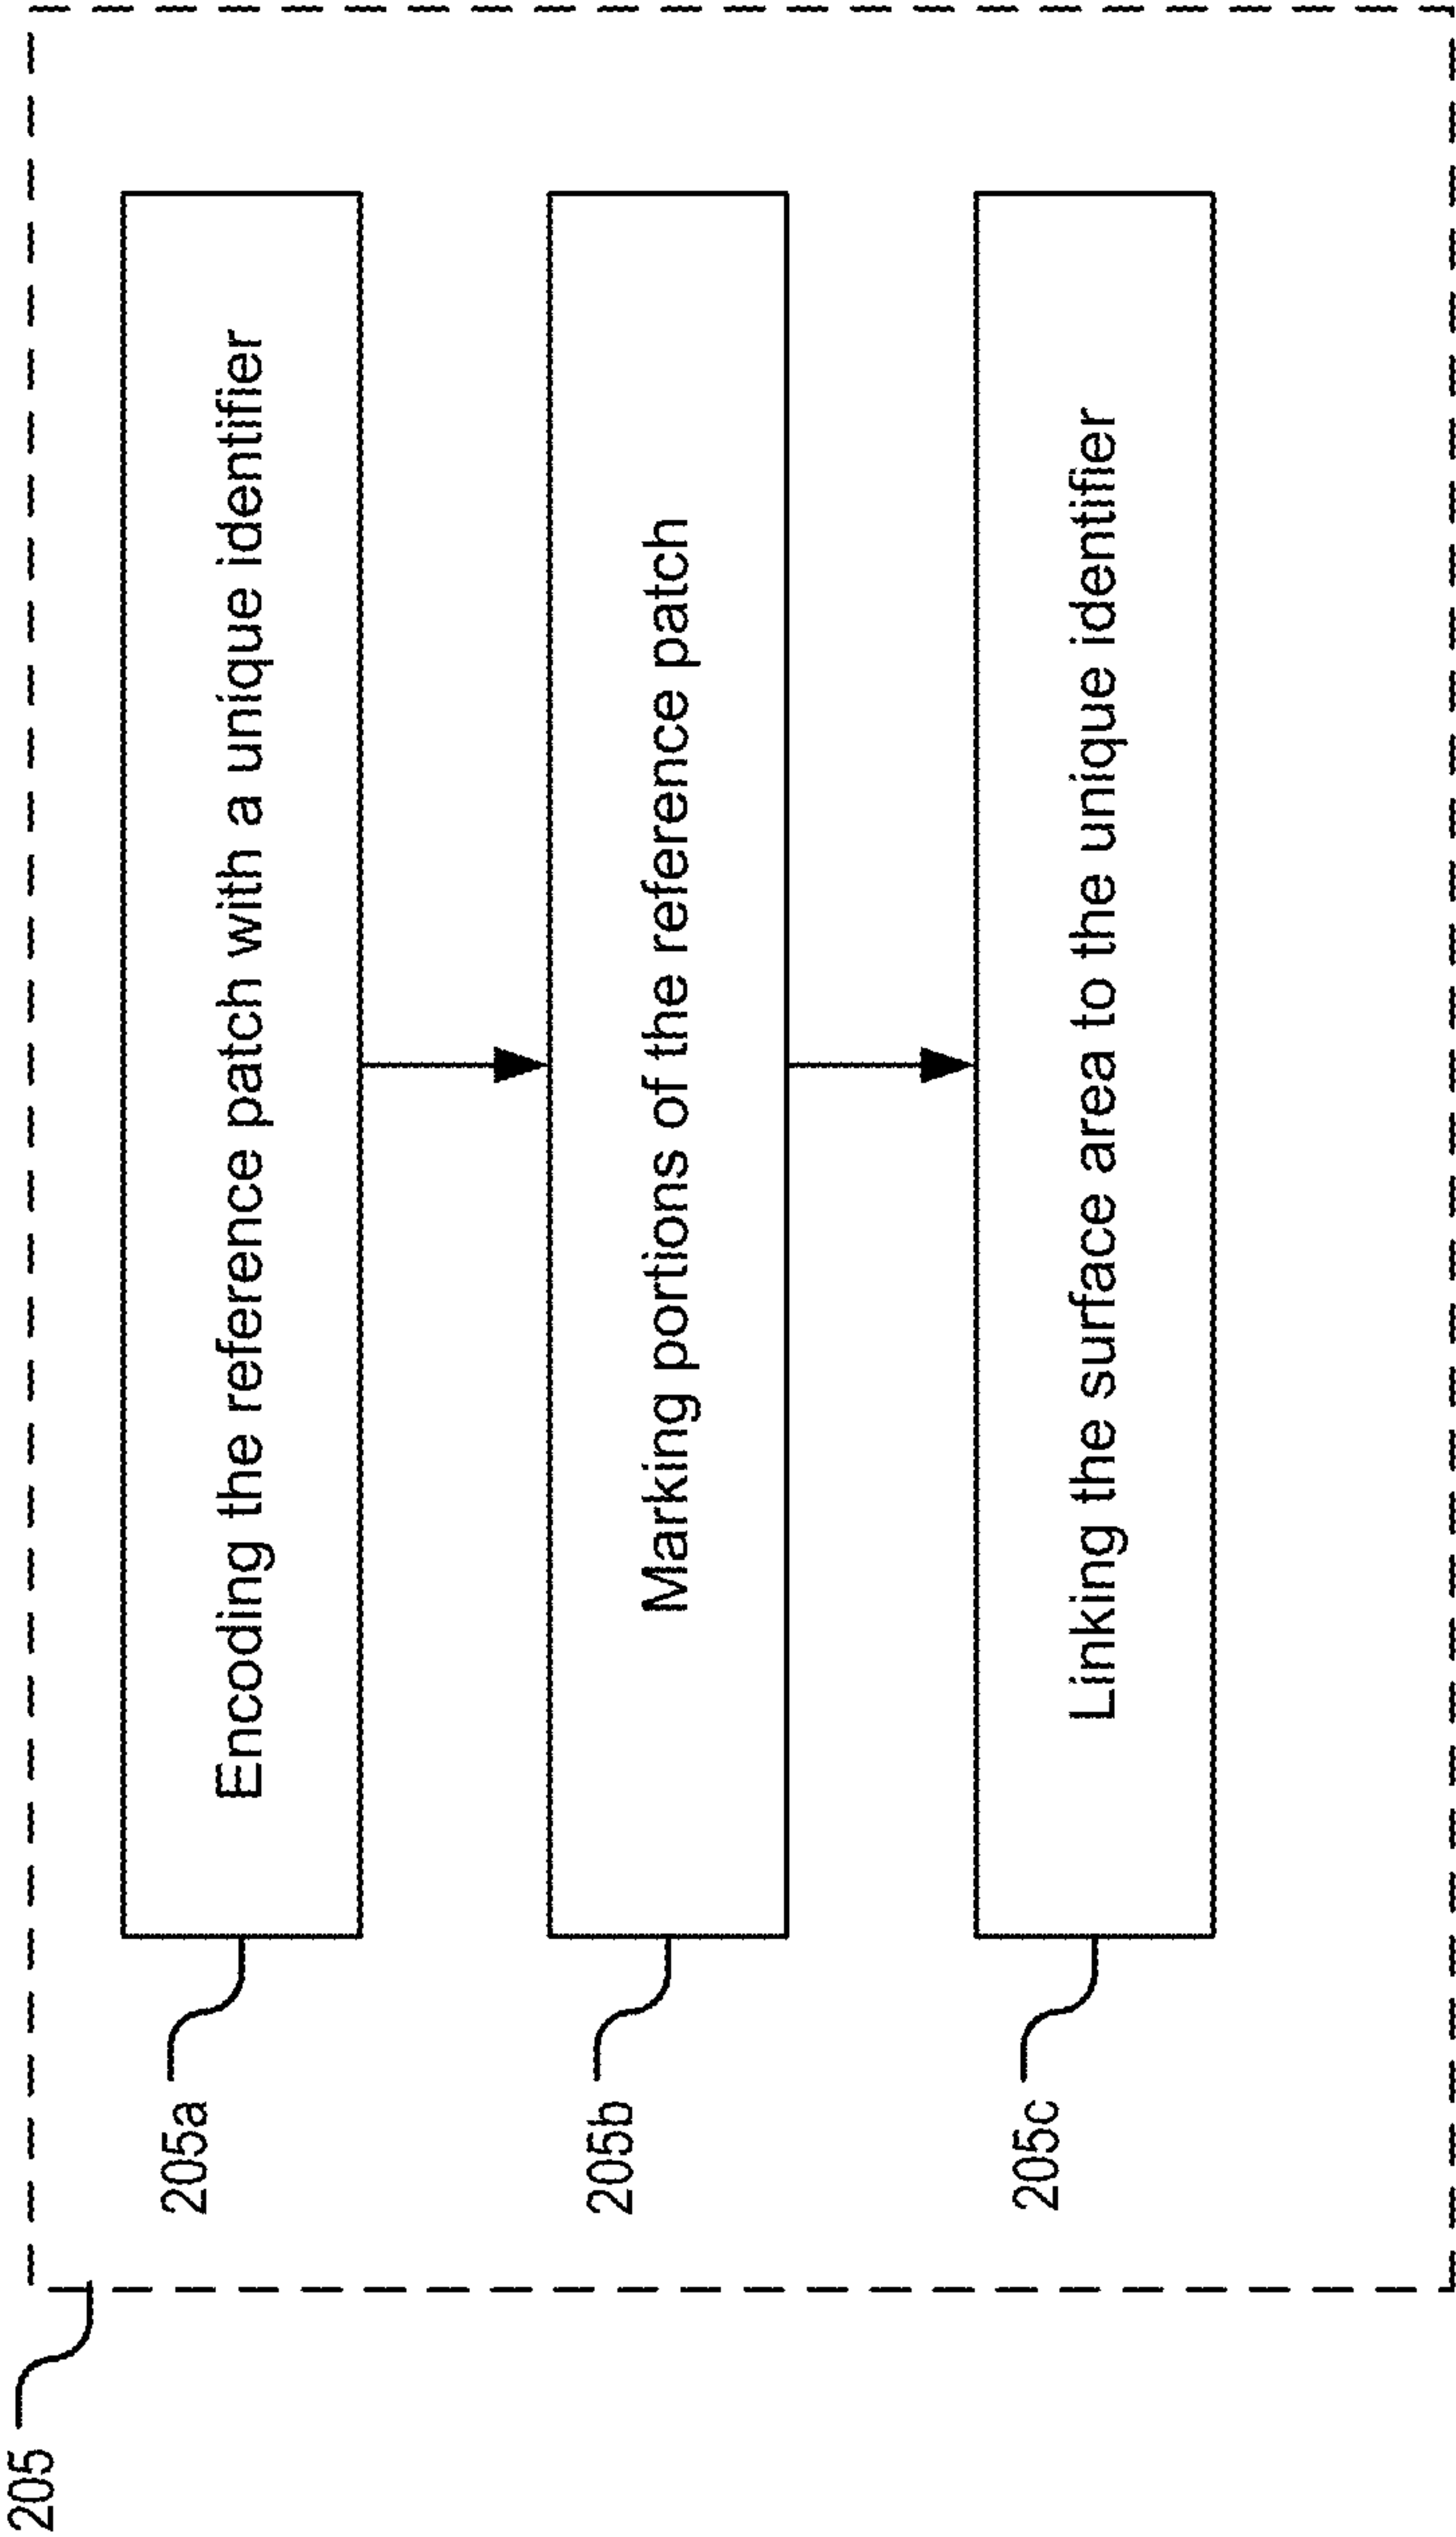 205
205a
Encoding the reference patch with a unique identifier
205b
Marking portions of the reference patch
205c
Linking the surface area to the unique identifier